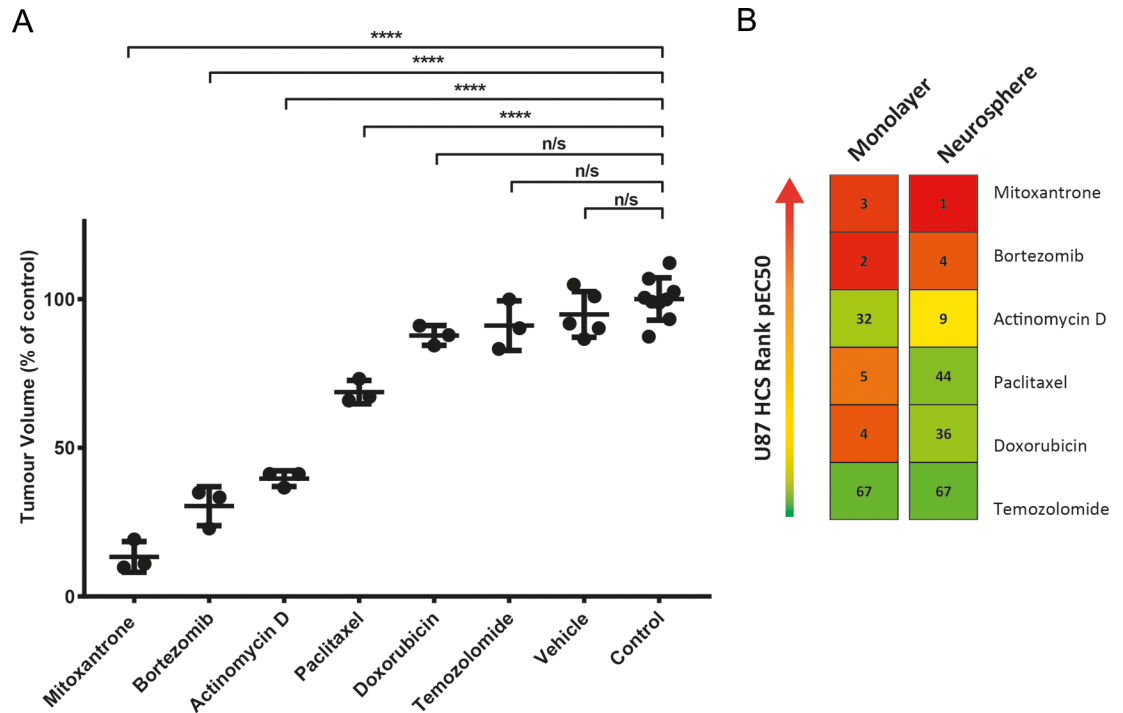 A
B
****
****
****
****
n/s
n/s
n/s
Tumour Volume (% of control)
100
50
0
Mitoxantrone
Bortezomib
Actinomycin D
Paclitaxel
Doxorubicin
Temozolomide
Vehicle
Control
U87 HCS Rank pEC50
Monolayer
Neurosphere
3
1
Mitoxantrone
2
4
Bortezomib
32
9
Actinomycin D
5
44
Paclitaxel
4
36
Doxorubicin
67
67
Temozolomide